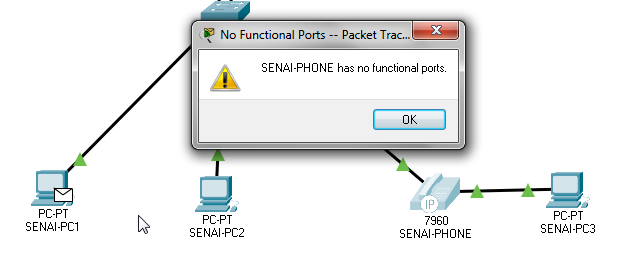 No Functional Ports -- Packet Trac...
SENAI-PHONE has no functional ports.
OK
PC-PT
SENAI-PC1
PC-PT
SENAI-PC2
IP
7960
SENAI-PHONE
PC-PT
SENAI-PC3